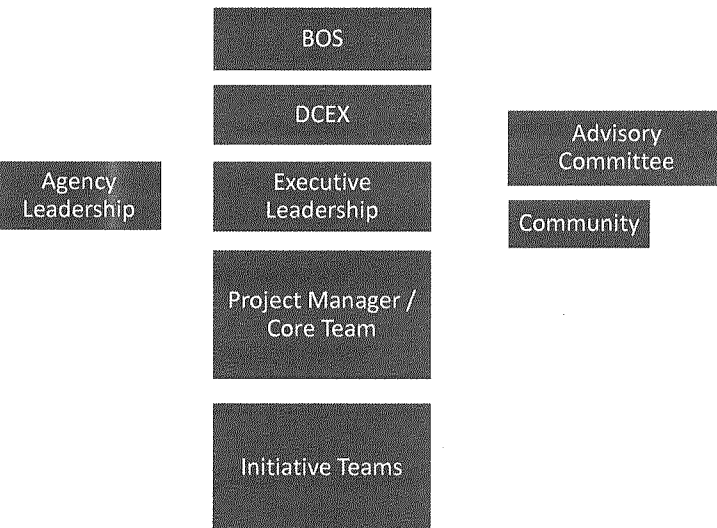 BOS
DCEX
Advisory
Committee
Agency
Leadership
Executive
Leadership
Community
Project Manager /
Core Team
Initiative Teams